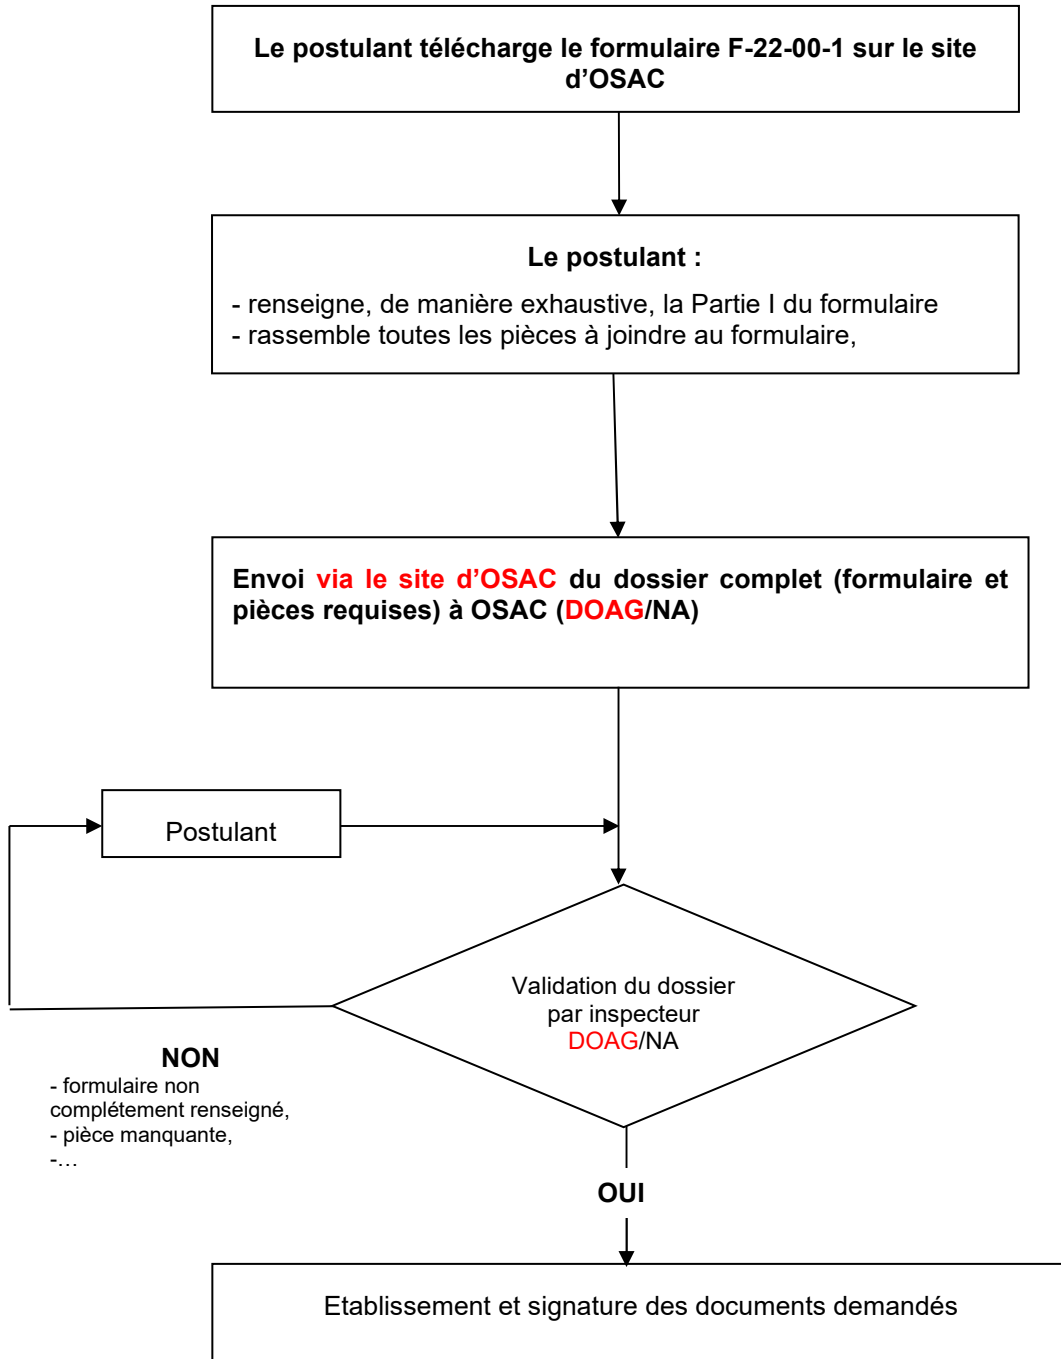 Le postulant télécharge le formulaire F-22-00-1 sur le site
d’OSAC
Le postulant :
- renseigne, de manière exhaustive, la Partie I du formulaire
- rassemble toutes les pièces à joindre au formulaire,
Envoi via le site d’OSAC du dossier complet (formulaire et
pièces requises) à OSAC (DOAG/NA)
Postulant
Validation du dossier
par inspecteur
DOAG/NA
NON
- formulaire non
complétement renseigné,
- pièce manquante,
-…
OUI
Etablissement et signature des documents demandés